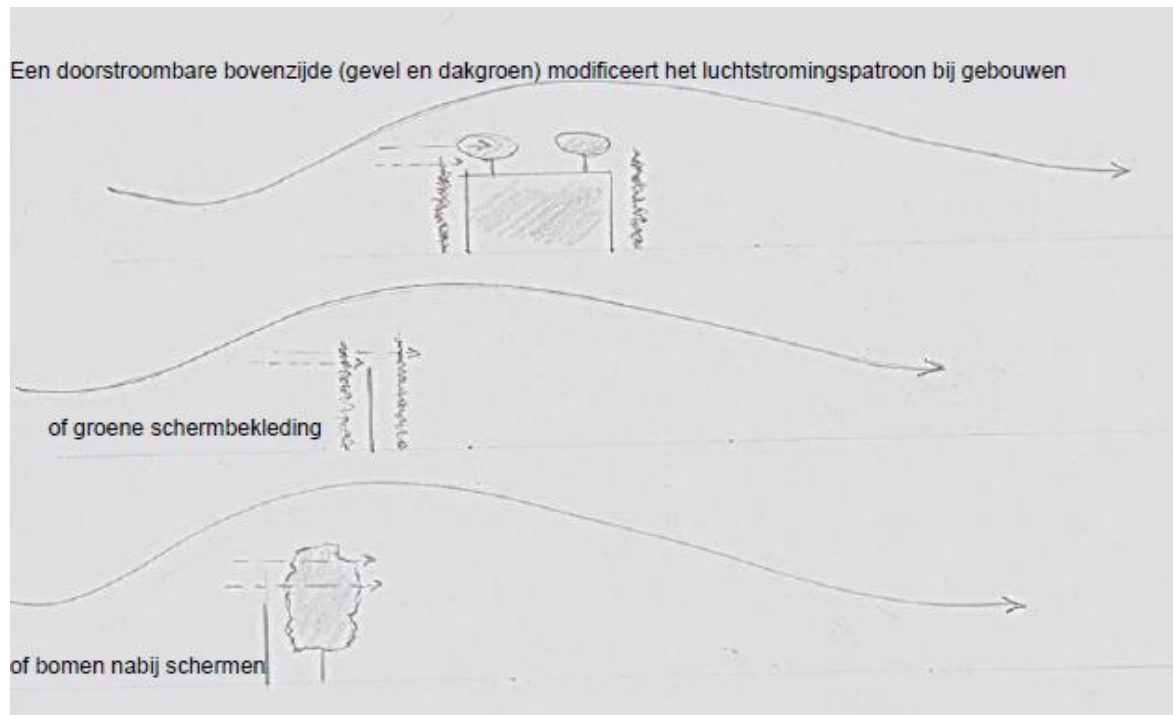 Een doorstroombare bovenzijde (gevel en dakgroen) modificeert het luchtstromingspatroon bij gebouwen
of groene schermbekleding
of bomen nabij schermen